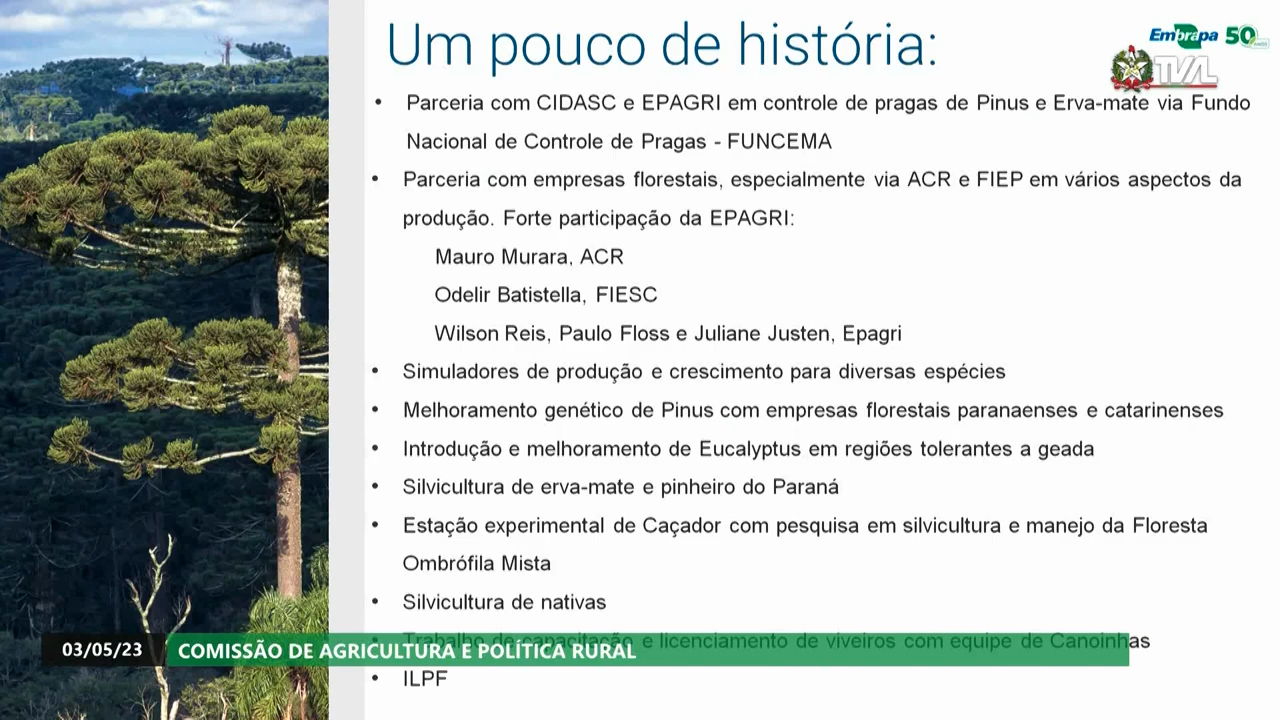 Um pouco de história:
Embrapa 50
TVAL
• Parceria com CIDASC e EPAGRI em controle de pragas de Pinus e Erva-mate via Fundo
Nacional de Controle de Pragas - FUNCEMA
• Parceria com empresas florestais, especialmente via ACR e FIEP em vários aspectos da
produção. Forte participação da EPAGRI:
Mauro Murara, ACR
Odelir Batistella, FIESC
Wilson Reis, Paulo Floss e Juliane Justen, Epagri
• Simuladores de produção e crescimento para diversas espécies
• Melhoramento genético de Pinus com empresas florestais paranaenses e catarinenses
• Introdução e melhoramento de Eucalyptus em regiões tolerantes a geada
• Silvicultura de erva-mate e pinheiro do Paraná
• Estação experimental de Caçador com pesquisa em silvicultura e manejo da Floresta
Ombrófila Mista
• Silvicultura de nativas
• Trabalho de capacitação e licenciamento de viveiros com equipe de Canoinhas
03/05/23 COMISSÃO DE AGRICULTURA E POLÍTICA RURAL
• ILPF